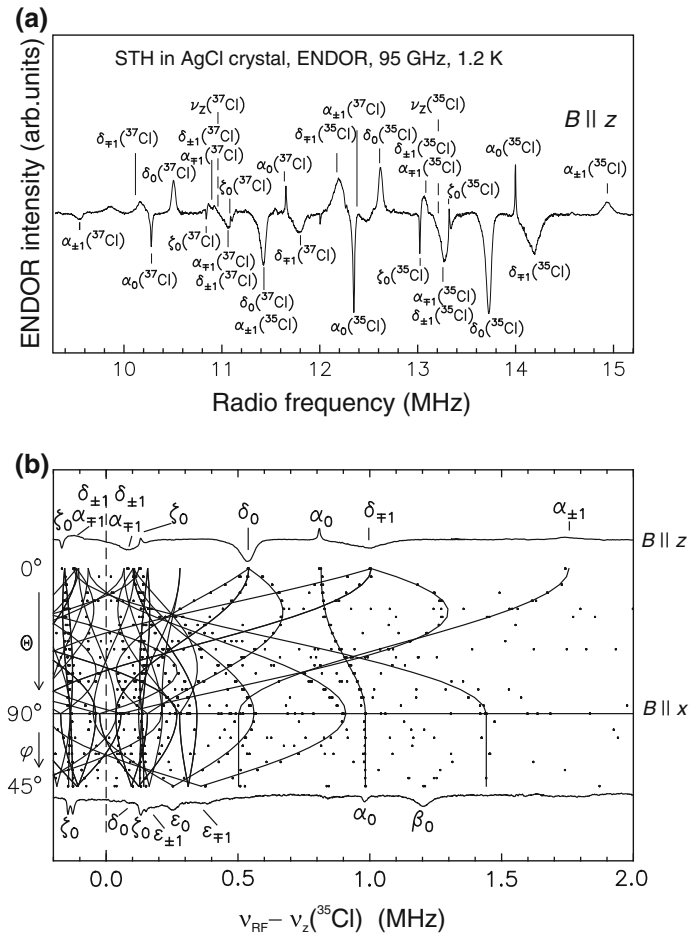 (a)
STH in AgCl crystal, ENDOR, 95 GHz, 1.2 K
B || z
ENDOR intensity (arb.units)
ν_z(³⁷Cl)
δ∓1(³⁷Cl)
δ±1(³⁷Cl)
α∓1(³⁷Cl)
δ₀(³⁷Cl)
ζ₀(³⁷Cl)
α₀(³⁷Cl)
α±1(³⁷Cl)
δ∓1(³⁵Cl)
δ₀(³⁵Cl)
ν_z(³⁵Cl)
δ±1(³⁵Cl)
α∓1(³⁵Cl)
ζ₀(³⁵Cl)
α₀(³⁵Cl)
α±1(³⁵Cl)
α±1(³⁷Cl)
α₀(³⁷Cl)
ζ₀(³⁷Cl)
α∓1(³⁷Cl)
δ±1(³⁷Cl)
δ₀(³⁷Cl)
α±1(³⁵Cl)
δ∓1(³⁷Cl)
α₀(³⁵Cl)
ζ₀(³⁵Cl)
α∓1(³⁵Cl)
δ±1(³⁵Cl)
δ₀(³⁵Cl)
δ∓1(³⁵Cl)
10 11 12 13 14 15
Radio frequency (MHz)
(b)
δ±1 δ±1
ζ₀ α∓1 α∓1 ζ₀ δ₀ α₀ δ∓1 α±1
B || z
0°
Θ
90°
B || x
φ
45°
ζ₀ δ₀ ζ₀ ε±1 ε₀ ε∓1 α₀ β₀
0.0 0.5 1.0 1.5 2.0
ν_RF − ν_z(³⁵Cl) (MHz)